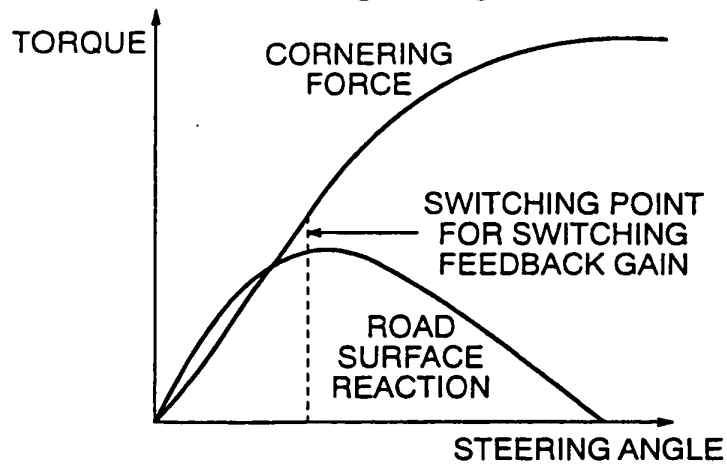 TORQUE
CORNERING
FORCE
SWITCHING POINT
FOR SWITCHING
FEEDBACK GAIN
ROAD
SURFACE
REACTION
STEERING ANGLE